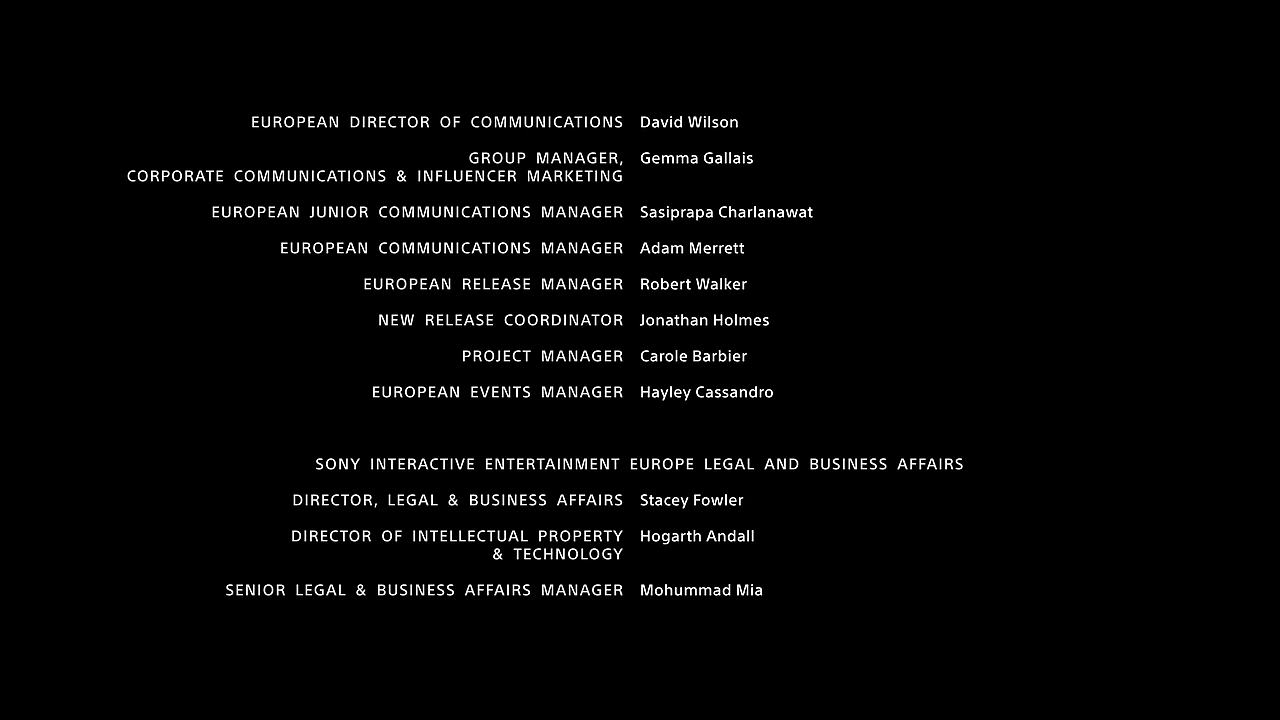 EUROPEAN DIRECTOR OF COMMUNICATIONS David Wilson
GROUP MANAGER, Gemma Gallais
CORPORATE COMMUNICATIONS & INFLUENCER MARKETING
EUROPEAN JUNIOR COMMUNICATIONS MANAGER Sasiprapa Charlanawat
EUROPEAN COMMUNICATIONS MANAGER Adam Merrett
EUROPEAN RELEASE MANAGER Robert Walker
NEW RELEASE COORDINATOR Jonathan Holmes
PROJECT MANAGER Carole Barbier
EUROPEAN EVENTS MANAGER Hayley Cassandro
SONY INTERACTIVE ENTERTAINMENT EUROPE LEGAL AND BUSINESS AFFAIRS
DIRECTOR, LEGAL & BUSINESS AFFAIRS Stacey Fowler
DIRECTOR OF INTELLECTUAL PROPERTY Hogarth Andall
& TECHNOLOGY
SENIOR LEGAL & BUSINESS AFFAIRS MANAGER Mohummad Mia